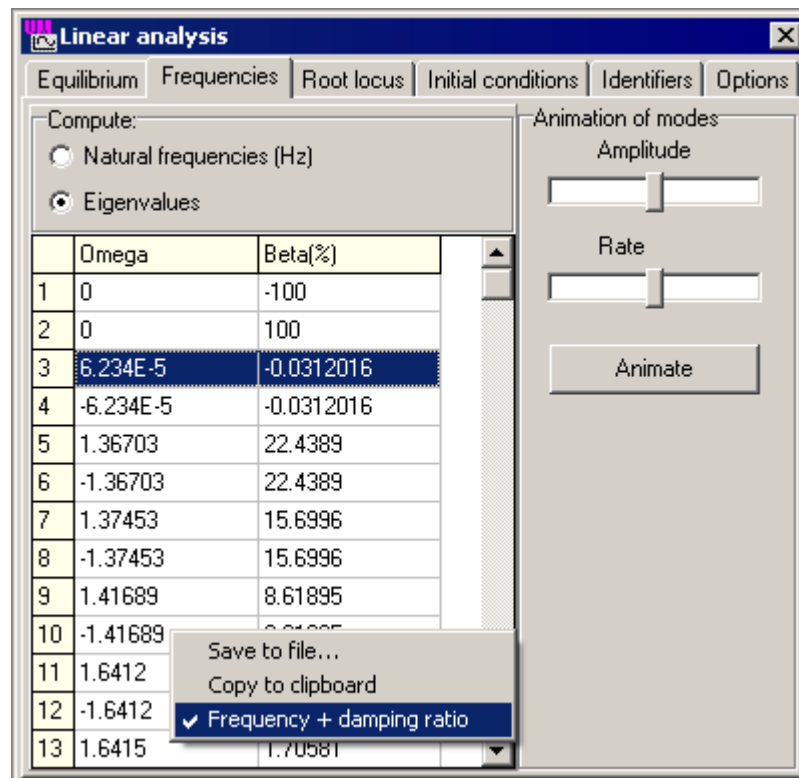 Linear analysis
Equilibrium Frequencies Root locus Initial conditions Identifiers Options
Compute:
Natural frequencies (Hz)
Eigenvalues
Animation of modes
Amplitude
Rate
Animate
Omega Beta(%)
1 0 -100
2 0 100
3 6.234E-5 -0.0312016
4 -6.234E-5 -0.0312016
5 1.36703 22.4389
6 -1.36703 22.4389
7 1.37453 15.6996
8 -1.37453 15.6996
9 1.41689 8.61895
10 -1.41689
11 1.6412
12 -1.6412
13 1.6415 1.70581
Save to file...
Copy to clipboard
Frequency + damping ratio